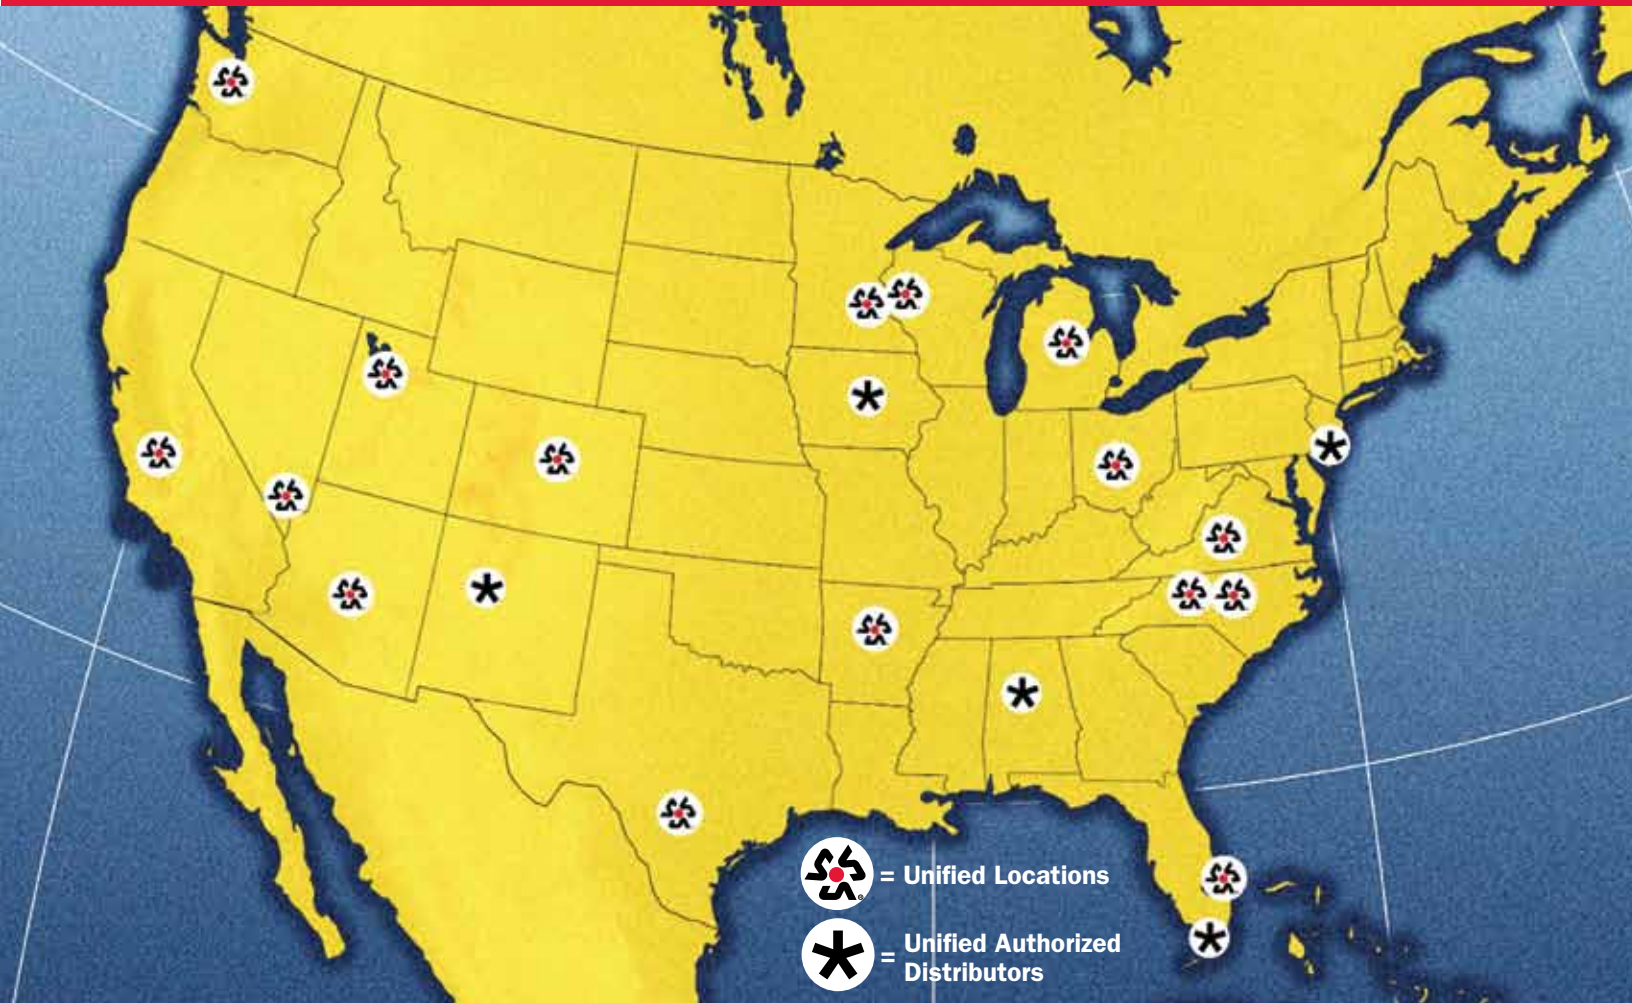 = Unified Locations
= Unified Authorized
Distributors